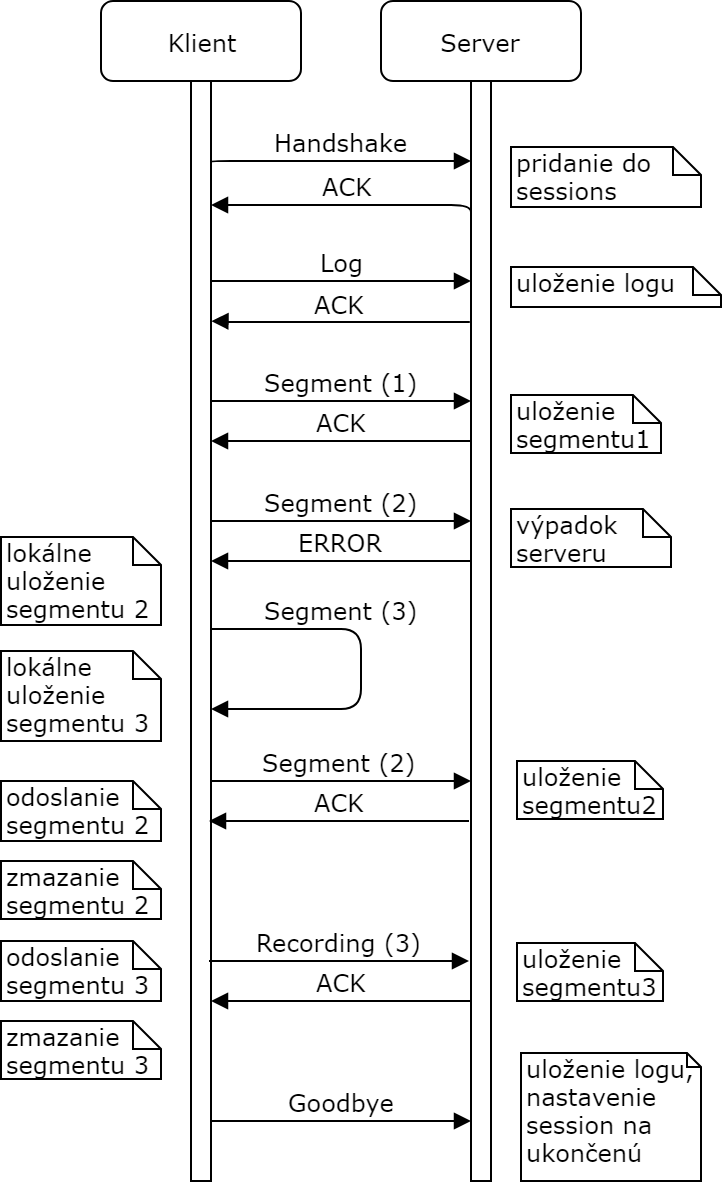 Klient
Server
Handshake
pridanie do
sessions
ACK
Log
uloženie logu
ACK
Segment (1)
uloženie
segmentu1
ACK
Segment (2)
výpadok
serveru
ERROR
lokálne
uloženie
segmentu 2
Segment (3)
lokálne
uloženie
segmentu 3
Segment (2)
uloženie
segmentu2
odoslanie
segmentu 2
ACK
zmazanie
segmentu 2
Recording (3)
uloženie
segmentu3
odoslanie
segmentu 3
ACK
zmazanie
segmentu 3
Goodbye
uloženie logu,
nastavenie
session na
ukončenú